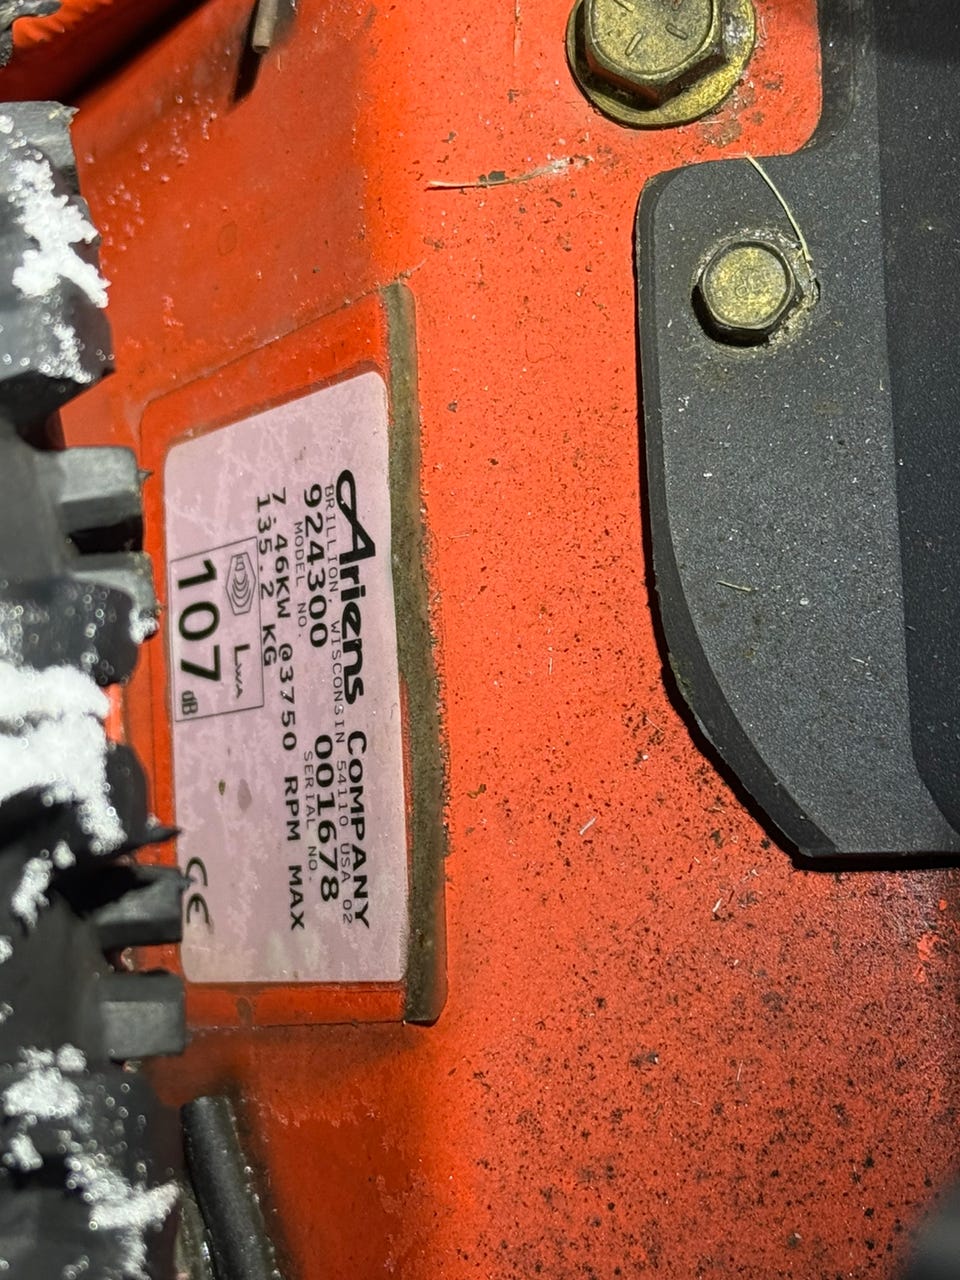 Ariens COMPANY
BRILLION, WISCONSIN 54110 USA 02
924300 001678
MODEL NO. SERIAL NO.
7.46KW @3750 RPM MAX
135.2 KG
LWA
107 dB
CE